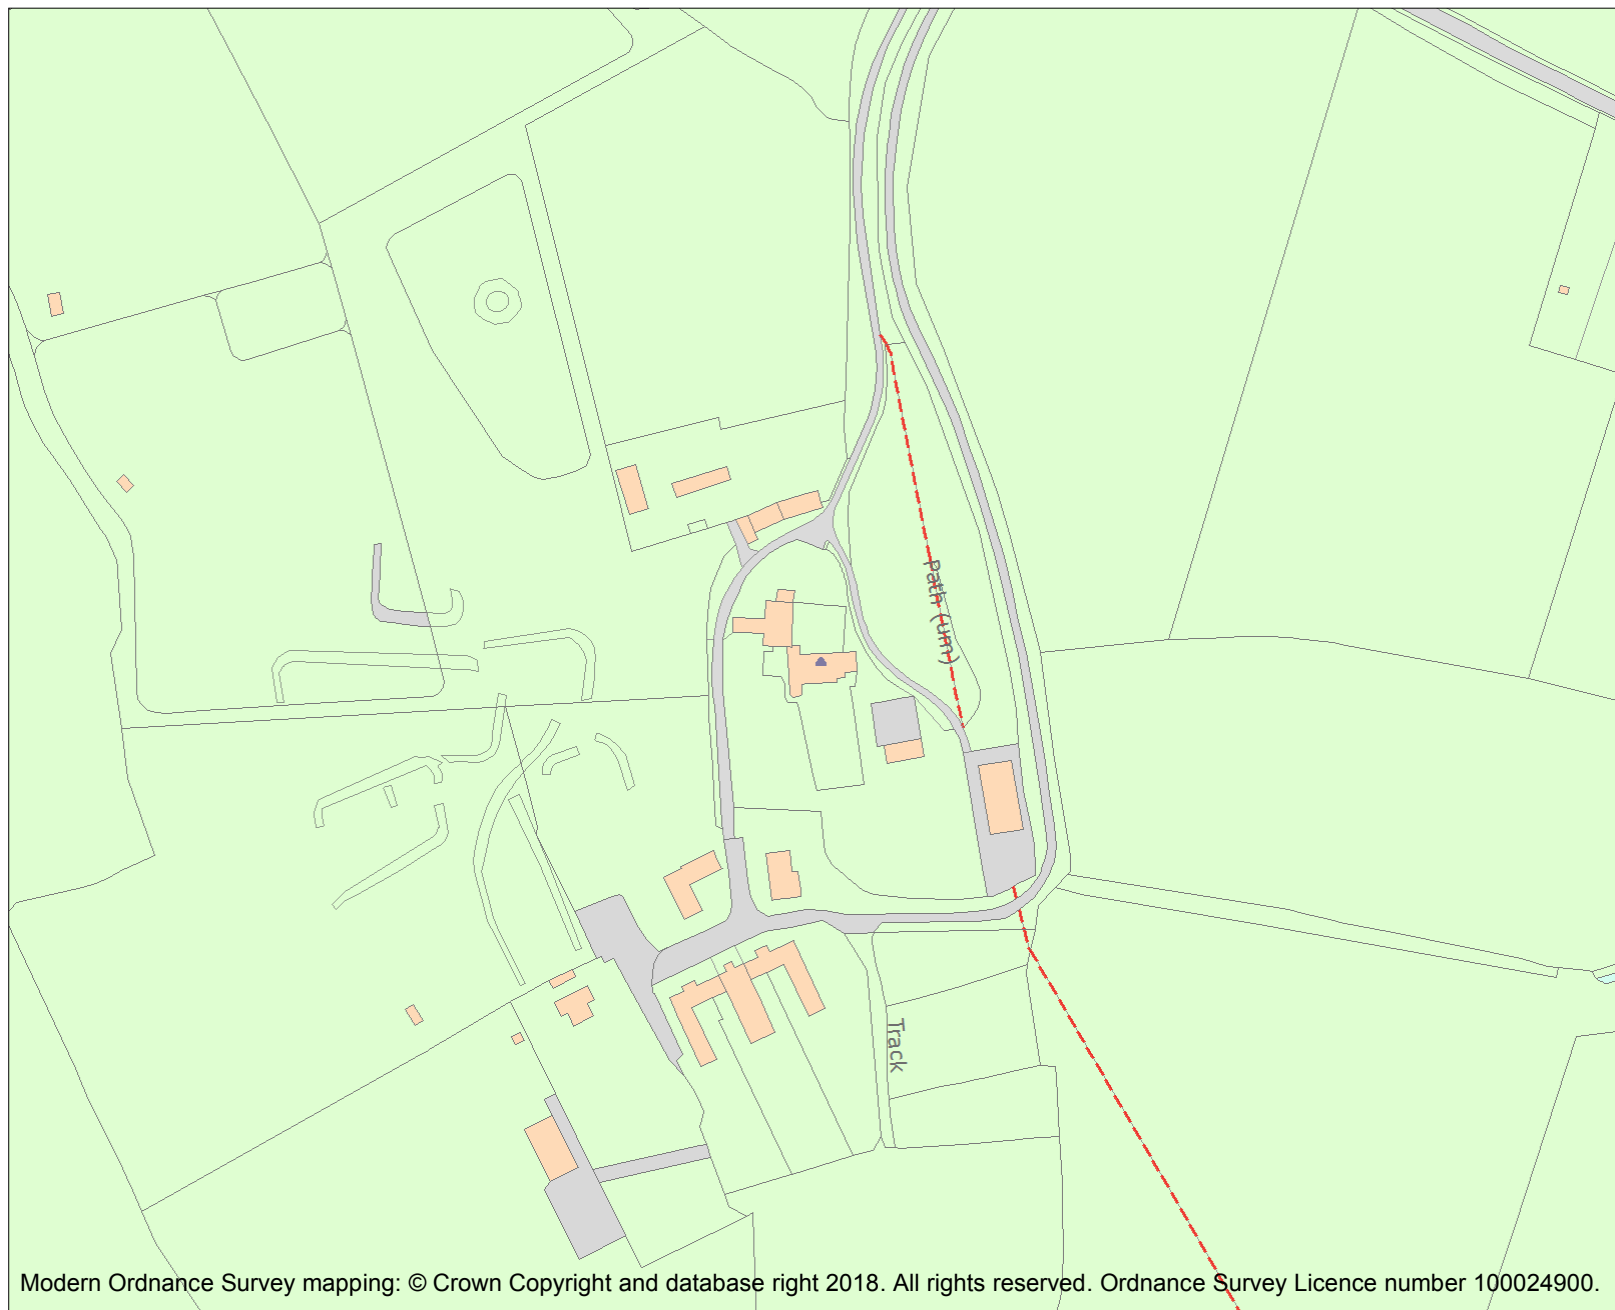 Path (um)
Track
Modern Ordnance Survey mapping: © Crown Copyright and database right 2018. All rights reserved. Ordnance Survey Licence number 100024900.